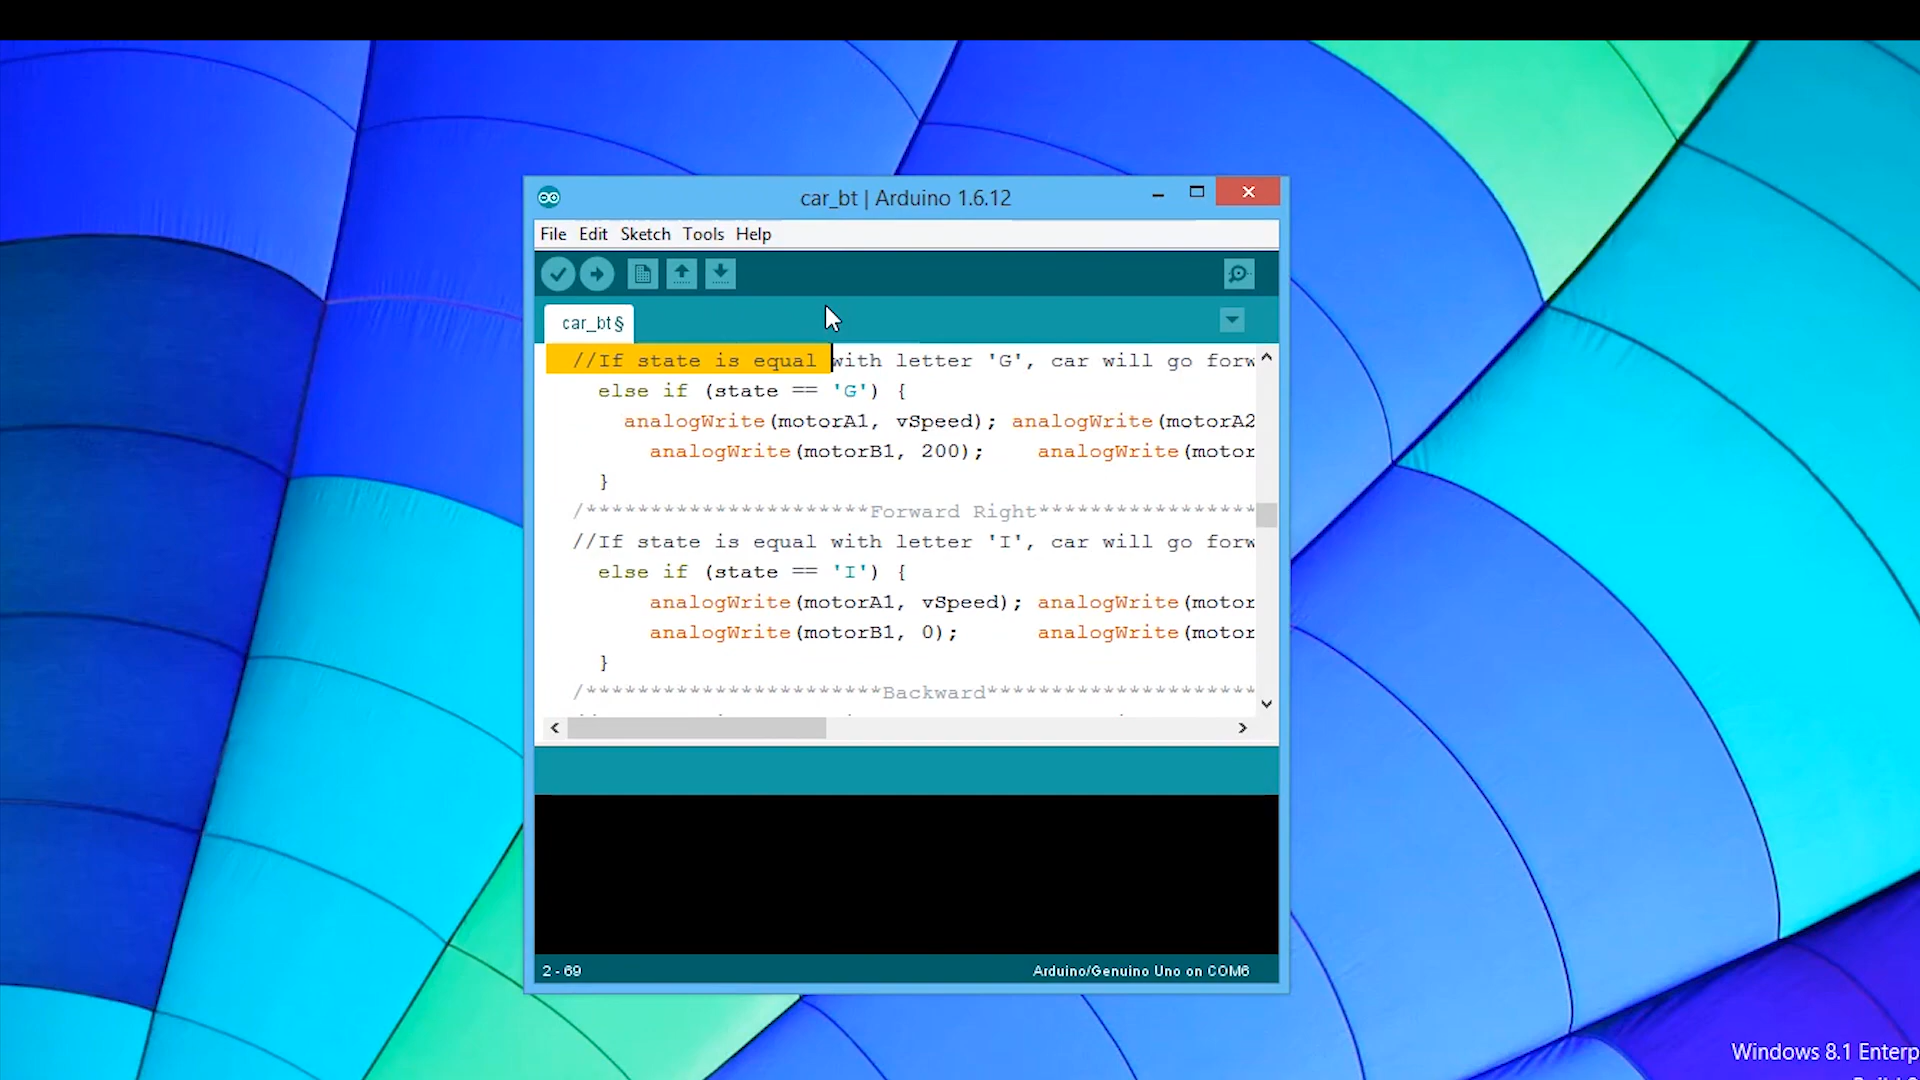 car_bt | Arduino 1.6.12
File Edit Sketch Tools Help
car_bt§
//If state is equal with letter 'G', car will go forw
else if (state == 'G') {
analogWrite(motorA1, vSpeed); analogWrite(motorA2
analogWrite(motorB1, 200); analogWrite(motor
}
/**********************Forward Right*****************
//If state is equal with letter 'I', car will go forw
else if (state == 'I') {
analogWrite(motorA1, vSpeed); analogWrite(motor
analogWrite(motorB1, 0); analogWrite(motor
}
/***********************Backward*********************
2 - 69
Arduino/Genuino Uno on COM6
Windows 8.1 Enterp